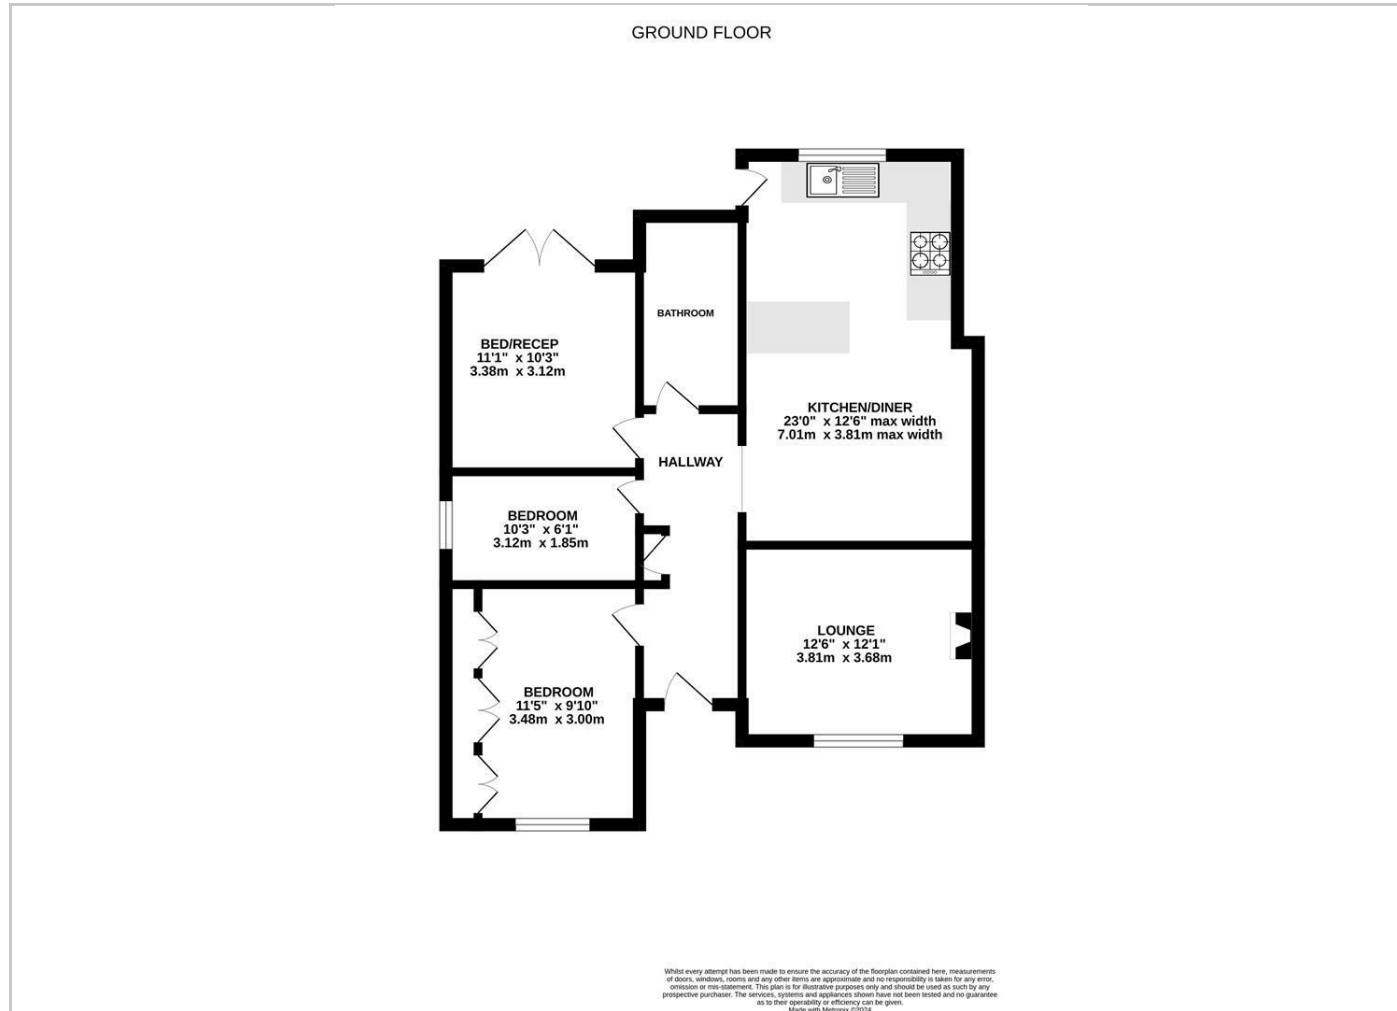 GROUND FLOOR
BATHROOM
BED/RECEP
11'1" x 10'3"
3.38m x 3.12m
KITCHEN/DINER
23'0" x 12'6" max width
7.01m x 3.81m max width
HALLWAY
BEDROOM
10'3" x 6'1"
3.12m x 1.85m
LOUNGE
12'6" x 12'1"
3.81m x 3.68m
BEDROOM
11'5" x 9'10"
3.48m x 3.00m
Whilst every attempt has been made to ensure the accuracy of the floorplan contained here, measurements
of doors, windows, rooms and any other items are approximate and no responsibility is taken for any error,
omission or mis-statement. This plan is for illustrative purposes only and should be used as such by any
prospective purchaser. The services, systems and appliances shown have not been tested and no guarantee
as to their operability or efficiency can be given.
Made with Metropix ©2024